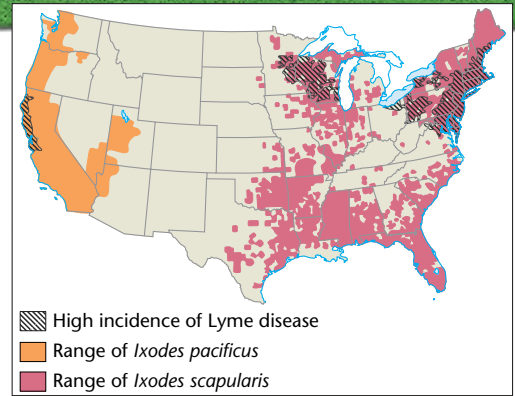 High incidence of Lyme disease
Range of Ixodes pacificus
Range of Ixodes scapularis